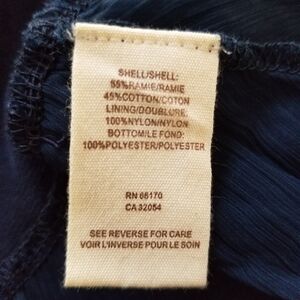 SHELL/SHELL:
55%RAMIE/RAMIE
45%COTTON/COTON
LINING/DOUBLURE:
100%NYLON/NYLON
BOTTOM/LE FOND:
100%POLYESTER/POLYESTER
RN 66170
CA 32054
SEE REVERSE FOR CARE
VOIR L'INVERSE POUR LE SOIN